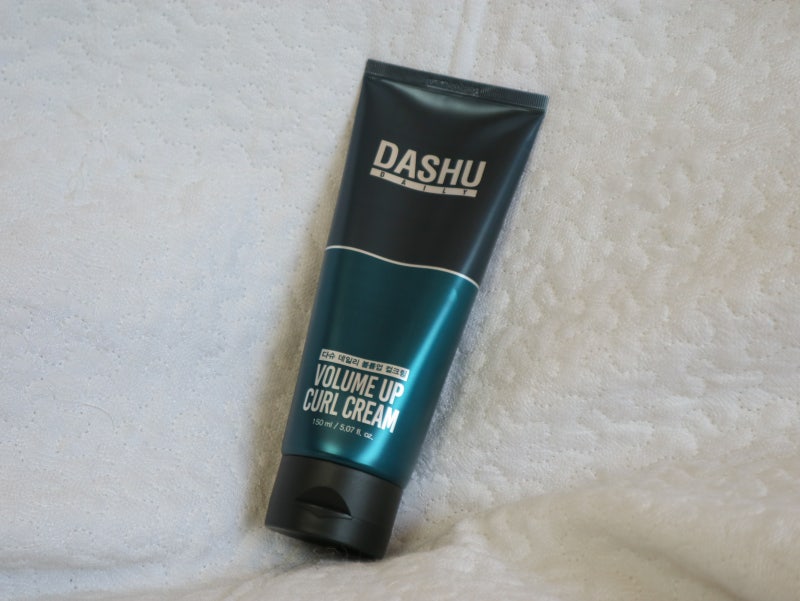 DASHU
DAILY
다슈 데일리 볼륨업 컬크림
VOLUME UP
CURL CREAM
150 ml / 5.07 fl. oz.